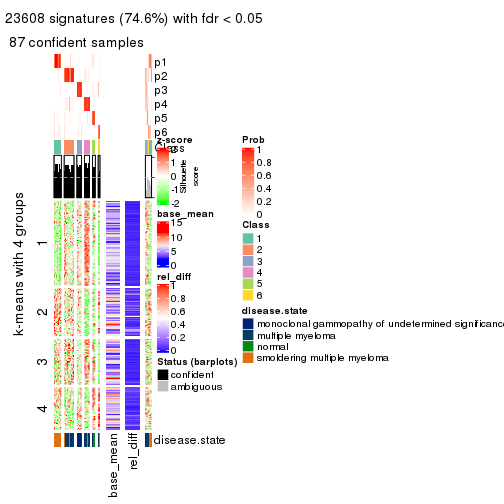 23608 signatures (74.6%) with fdr < 0.05
87 confident samples
p1
p2
p3
p4
p5
p6
Class
Silhouette
score
k-means with 4 groups
1
2
3
4
base_mean
rel_diff
disease.state
z-score
2
1
0
-1
-2
base_mean
15
10
5
0
rel_diff
1
0.8
0.6
0.4
0.2
0
Status (barplots)
confident
ambiguous
Prob
1
0.8
0.6
0.4
0.2
0
Class
1
2
3
4
5
6
disease.state
monoclonal gammopathy of undetermined significance
multiple myeloma
normal
smoldering multiple myeloma